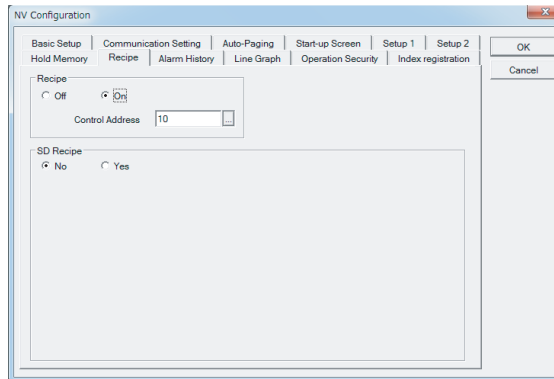 NV Configuration
Basic Setup Communication Setting Auto-Paging Start-up Screen Setup 1 Setup 2
Hold Memory Recipe Alarm History Line Graph Operation Security Index registration
OK
Cancel
Recipe
Off On
Control Address 10 ...
SD Recipe
No Yes